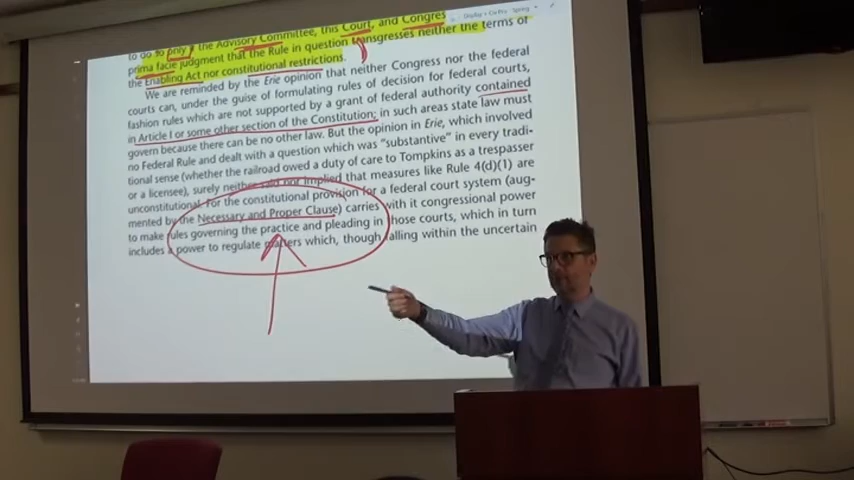 to do so only if the Advisory Committee, this Court, and Congres
prima facie judgment that the Rule in question transgresses neither the terms of
the Enabling Act nor constitutional restrictions.
We are reminded by the Erie opinion that neither Congress nor the federal
courts can, under the guise of formulating rules of decision for federal courts,
fashion rules which are not supported by a grant of federal authority contained
in Article I or some other section of the Constitution; in such areas state law must
govern because there can be no other law. But the opinion in Erie, which involved
no Federal Rule and dealt with a question which was "substantive" in every tradi-
tional sense (whether the railroad owed a duty of care to Tompkins as a trespasser
or a licensee), surely neither said nor implied that measures like Rule 4(d)(1) are
unconstitutional. For the constitutional provision for a federal court system (aug-
mented by the Necessary and Proper Clause) carries with it congressional power
to make rules governing the practice and pleading in those courts, which in turn
includes a power to regulate matters which, though falling within the uncertain